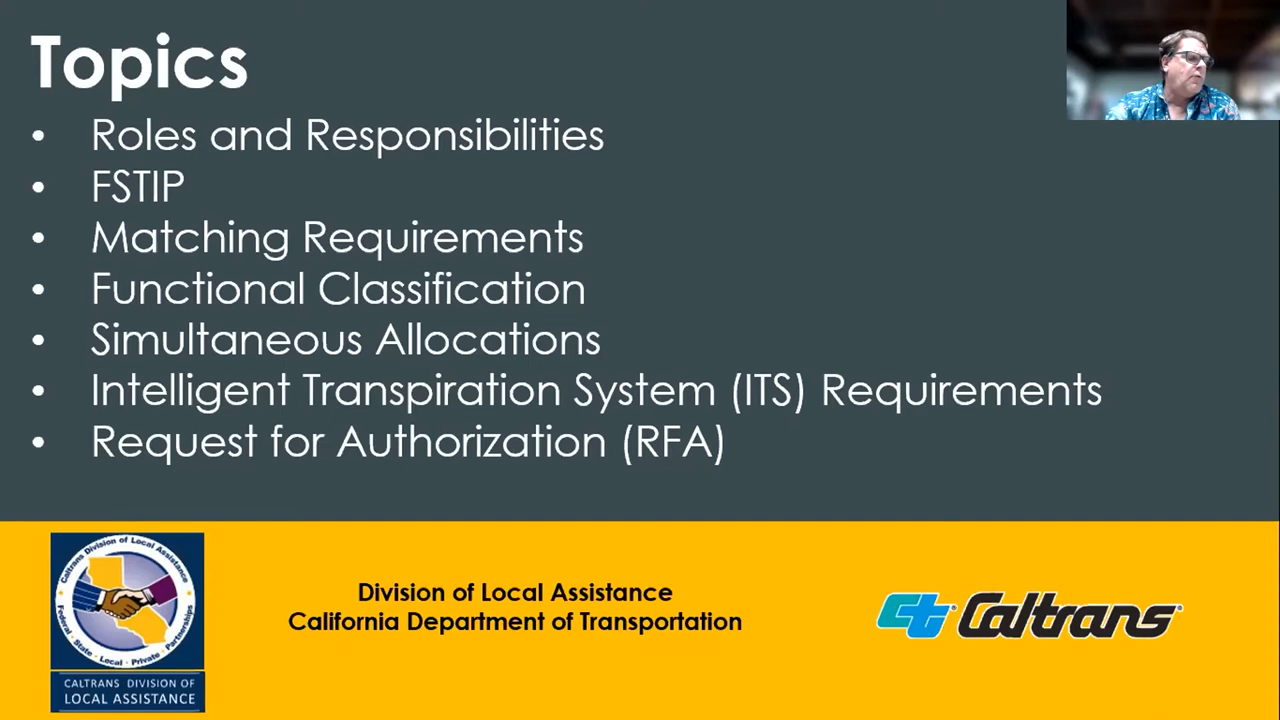 Topics
• Roles and Responsibilities
• FSTIP
• Matching Requirements
• Functional Classification
• Simultaneous Allocations
• Intelligent Transpiration System (ITS) Requirements
• Request for Authorization (RFA)
Caltrans Division of Local Assistance
Federal · State · Local · Private · Partnerships
CALTRANS DIVISION OF
LOCAL ASSISTANCE
Division of Local Assistance
California Department of Transportation
ct Caltrans